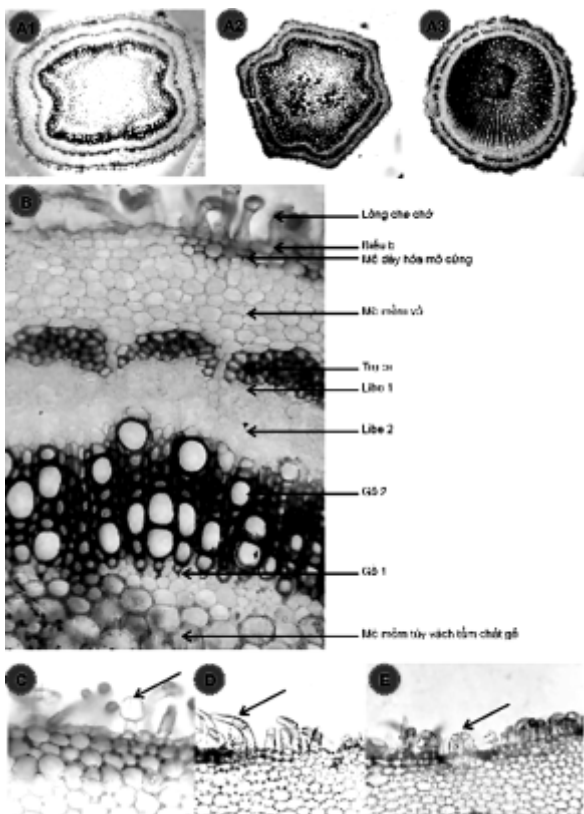 A1
A2
A3
B
Lông che chở
Biểu bì
Mô dày hóa mô cứng
Mô mềm vỏ
Trụ bì
Libe 1
Libe 2
Gỗ 2
Gỗ 1
Mô mềm tủy vách tẩm chất gỗ
C
D
E